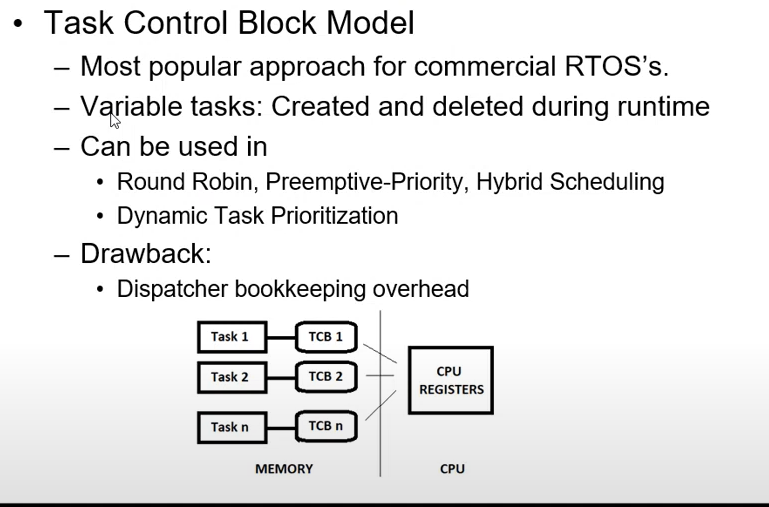 • Task Control Block Model
– Most popular approach for commercial RTOS's.
– Variable tasks: Created and deleted during runtime
– Can be used in
• Round Robin, Preemptive-Priority, Hybrid Scheduling
• Dynamic Task Prioritization
– Drawback:
• Dispatcher bookkeeping overhead
Task 1 TCB 1
Task 2 TCB 2
Task n TCB n
CPU
REGISTERS
MEMORY CPU